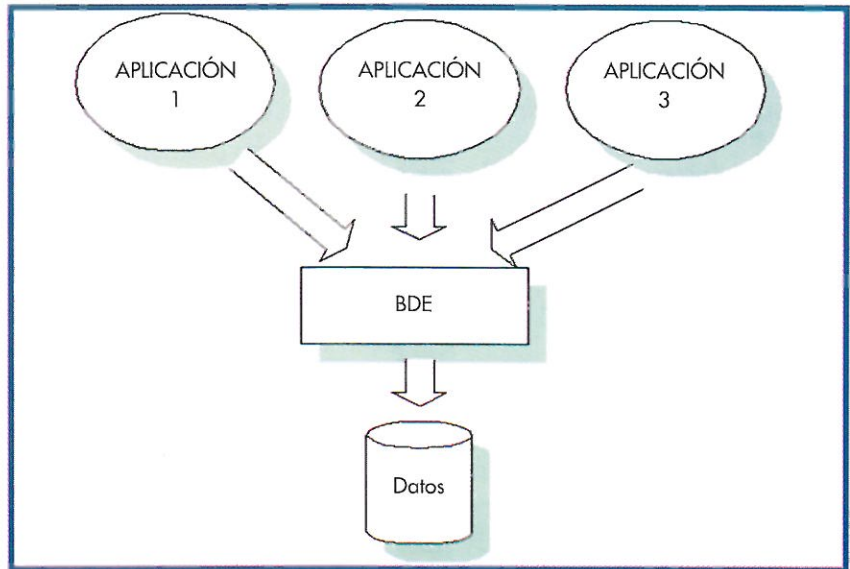 APLICACIÓN
1
APLICACIÓN
2
APLICACIÓN
3
BDE
Datos